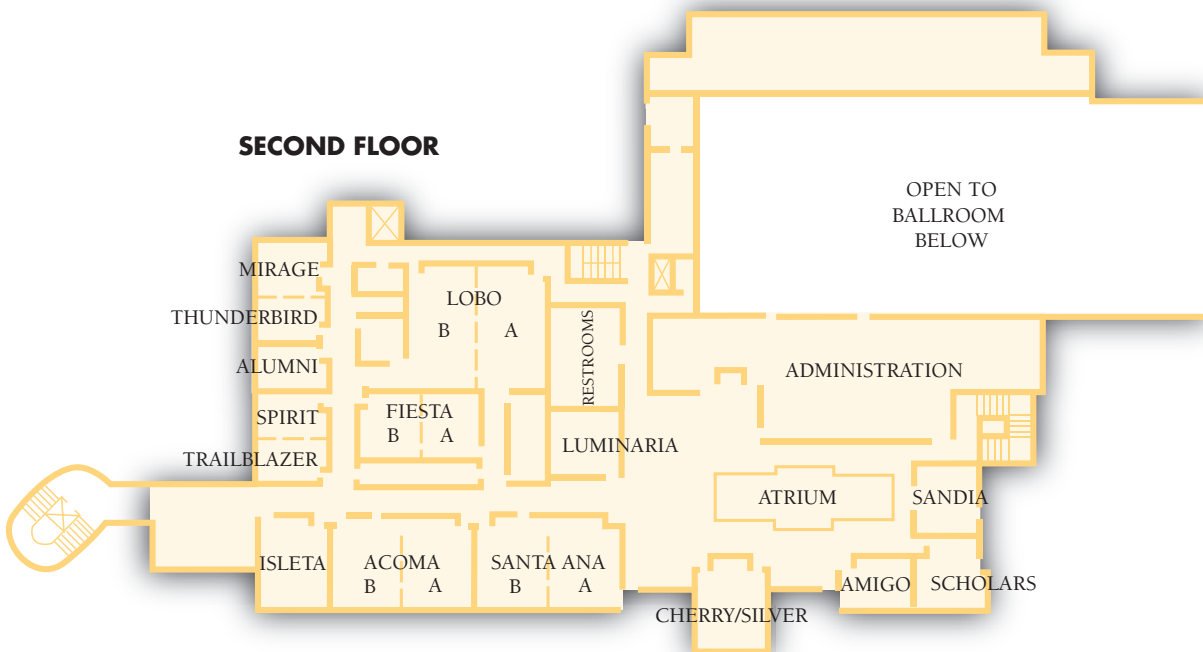 SECOND FLOOR
OPEN TO
BALLROOM
BELOW
MIRAGE
THUNDERBIRD
ALUMNI
SPIRIT
TRAILBLAZER
LOBO
B A
FIESTA
B A
RESTROOMS
LUMINARIA
ADMINISTRATION
ATRIUM
SANDIA
ISLETA
ACOMA
B A
SANTA ANA
B A
CHERRY/SILVER
AMIGO
SCHOLARS